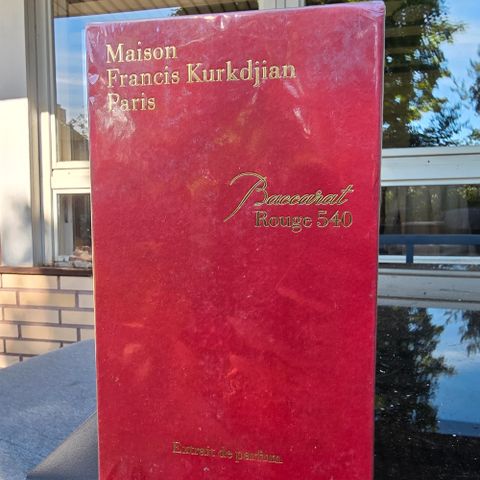 Maison
Francis Kurkdjian
Paris
Baccarat
Rouge 540
Extrait de parfum